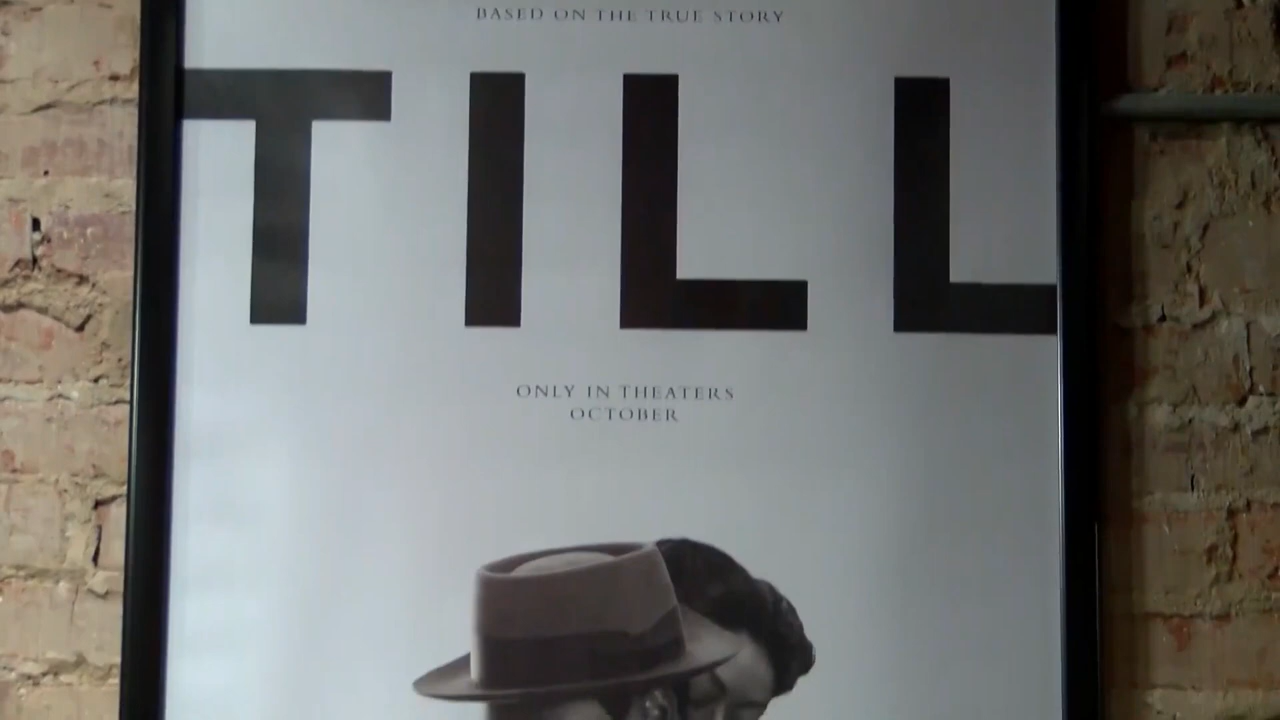 BASED ON THE TRUE STORY
TILL
ONLY IN THEATERS
OCTOBER